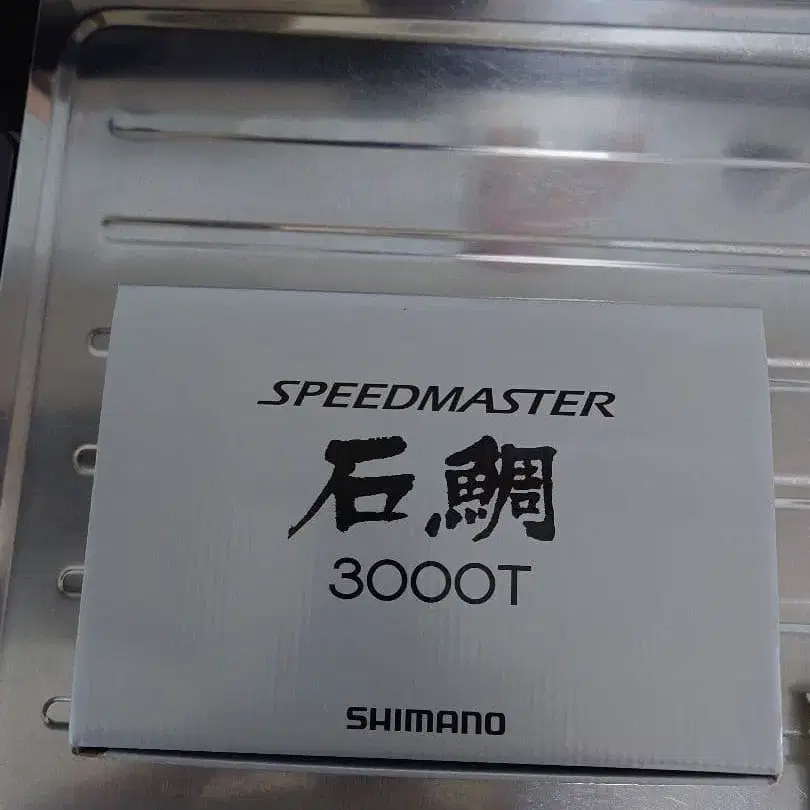 SPEEDMASTER
石鯛
3000T
SHIMANO